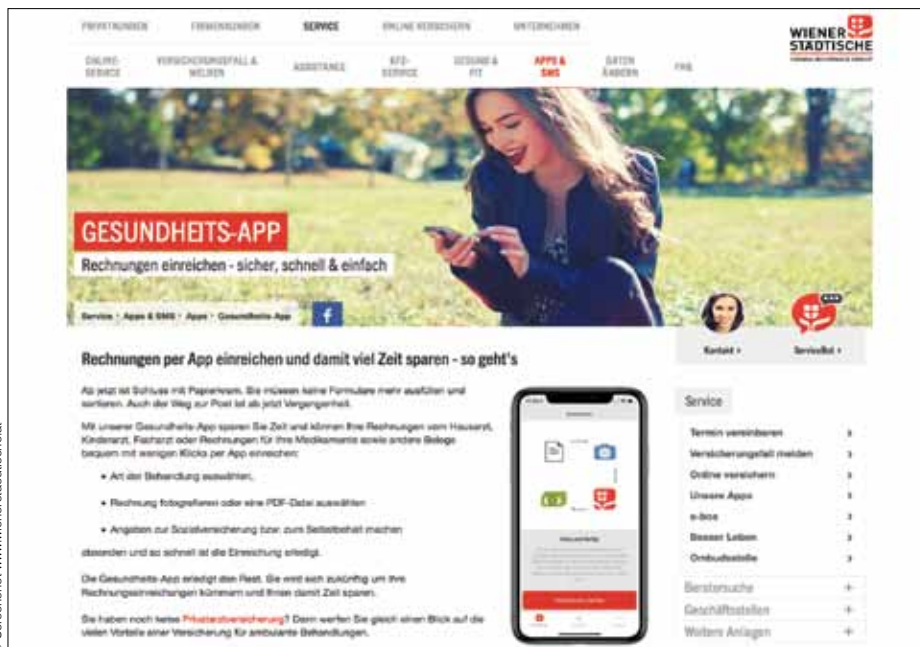 PRIVATKUNDEN FIRMENKUNDEN SERVICE ONLINE VERSICHERN UNTERNEHMEN
WIENER
STÄDTISCHE
VIENNA INSURANCE GROUP
ONLINE-
SERVICE
VERSICHERUNGSFALL &
MELDEN
ASSISTANCE
KFZ-
SERVICE
GESUND &
FIT
APPS &
SMS
DATEN
ÄNDERN
FAQ
GESUNDHEITS-APP
Rechnungen einreichen - sicher, schnell & einfach
Service · Apps & SMS · Apps · Gesundheits-App
f
Kontakt ›
ServiceBot ›
Rechnungen per App einreichen und damit viel Zeit sparen - so geht's
Ab jetzt ist Schluss mit Papierkram. Sie müssen keine Formulare mehr ausfüllen und
sortieren. Auch der Weg zur Post ist ab jetzt Vergangenheit.
Mit unserer Gesundheits-App sparen Sie Zeit und können Ihre Rechnungen vom Hausarzt,
Kinderarzt, Facharzt oder Rechnungen für Ihre Medikamente sowie andere Belege
bequem mit wenigen Klicks per App einreichen:
• Art der Behandlung auswählen,
• Rechnung fotografieren oder eine PDF-Datei auswählen
• Angaben zur Sozialversicherung bzw. zum Selbstbehalt machen
absenden und so schnell ist die Einreichung erledigt.
Die Gesundheits-App erledigt den Rest. Sie wird sich zukünftig um Ihre
Rechnungseinreichungen kümmern und Ihnen damit Zeit sparen.
Sie haben noch keine Privatarztversicherung? Dann werfen Sie gleich einen Blick auf die
vielen Vorteile einer Versicherung für ambulante Behandlungen.
Service
Termin vereinbaren ›
Versicherungsfall melden ›
Online versichern ›
Unsere Apps ›
e-box ›
Besser Leben ›
Ombudsstelle ›
Beratersuche +
Geschäftsstellen +
Weitere Anliegen +